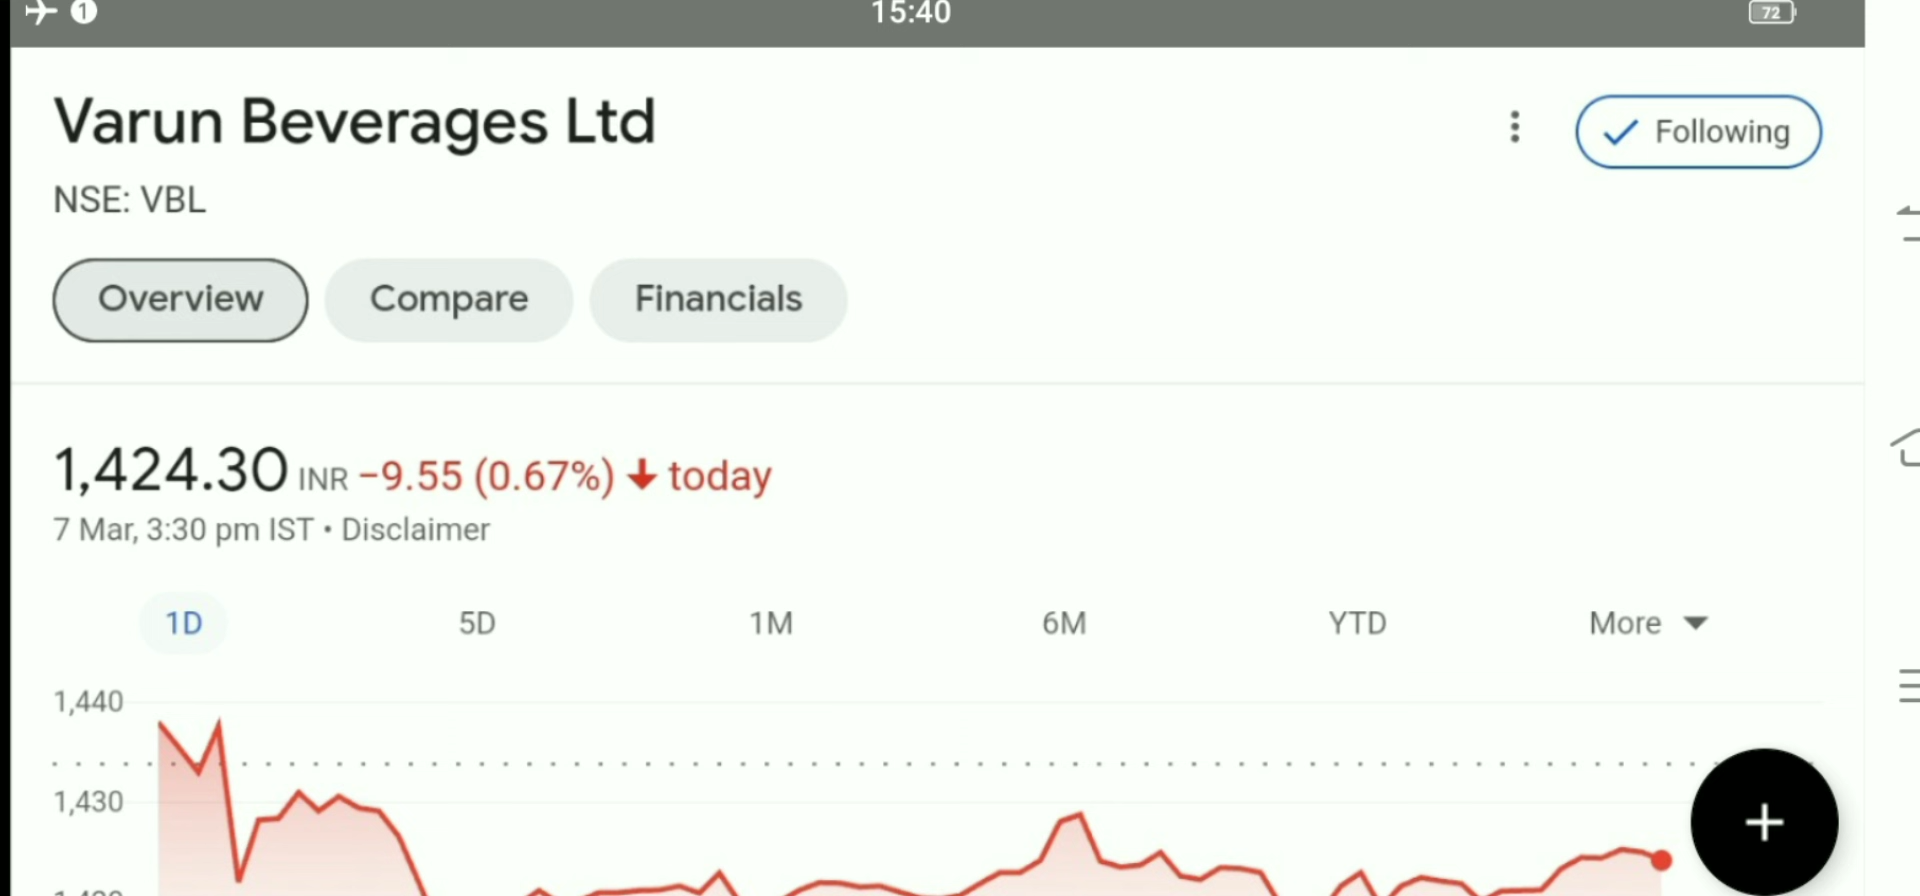 1
15:40
72
Varun Beverages Ltd
Following
NSE: VBL
Overview
Compare
Financials
1,424.30 INR −9.55 (0.67%) ↓ today
7 Mar, 3:30 pm IST • Disclaimer
1D
5D
1M
6M
YTD
More
1,440
1,430